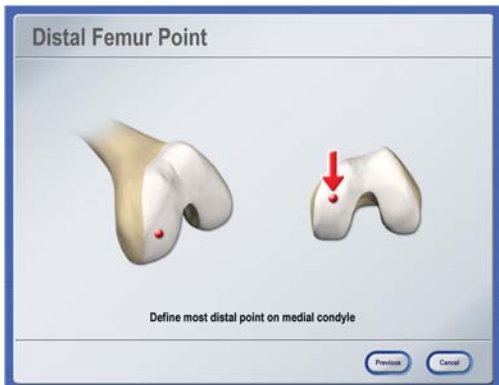 Distal Femur Point
Define most distal point on medial condyle
Previous
Cancel